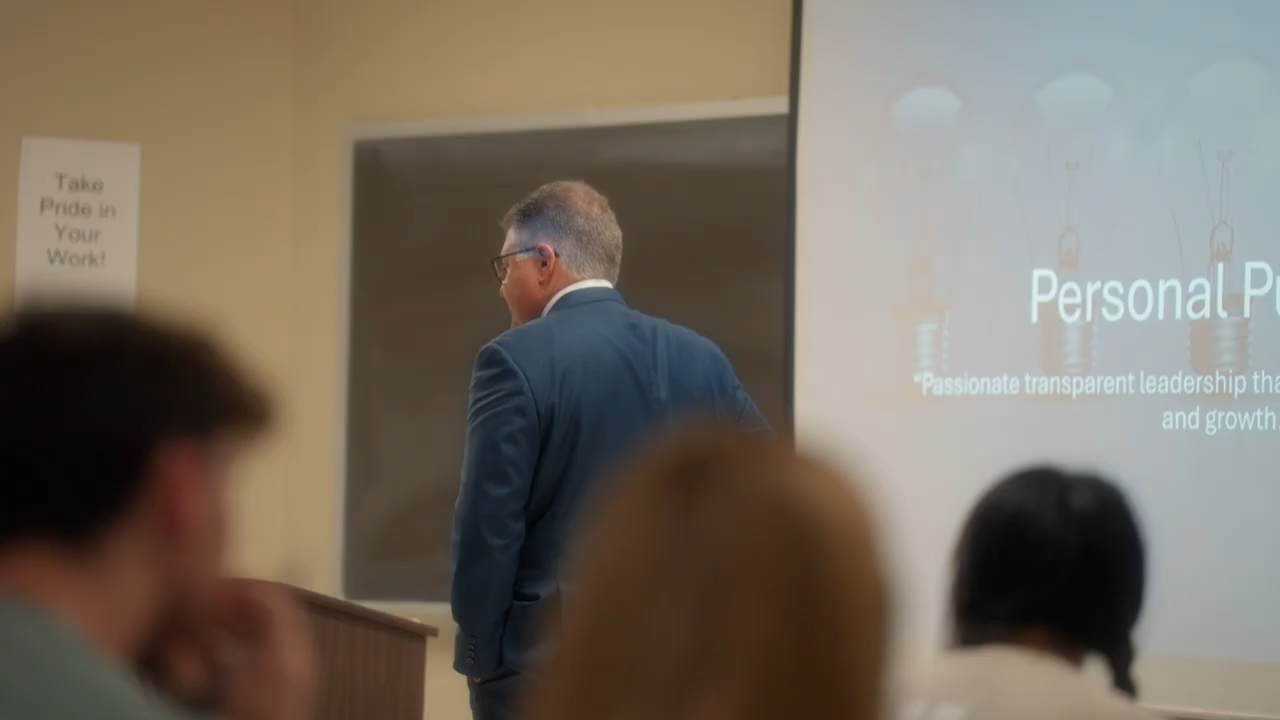 Take
Pride in
Your
Work!
Personal
“Passionate transparent leadership
and growth